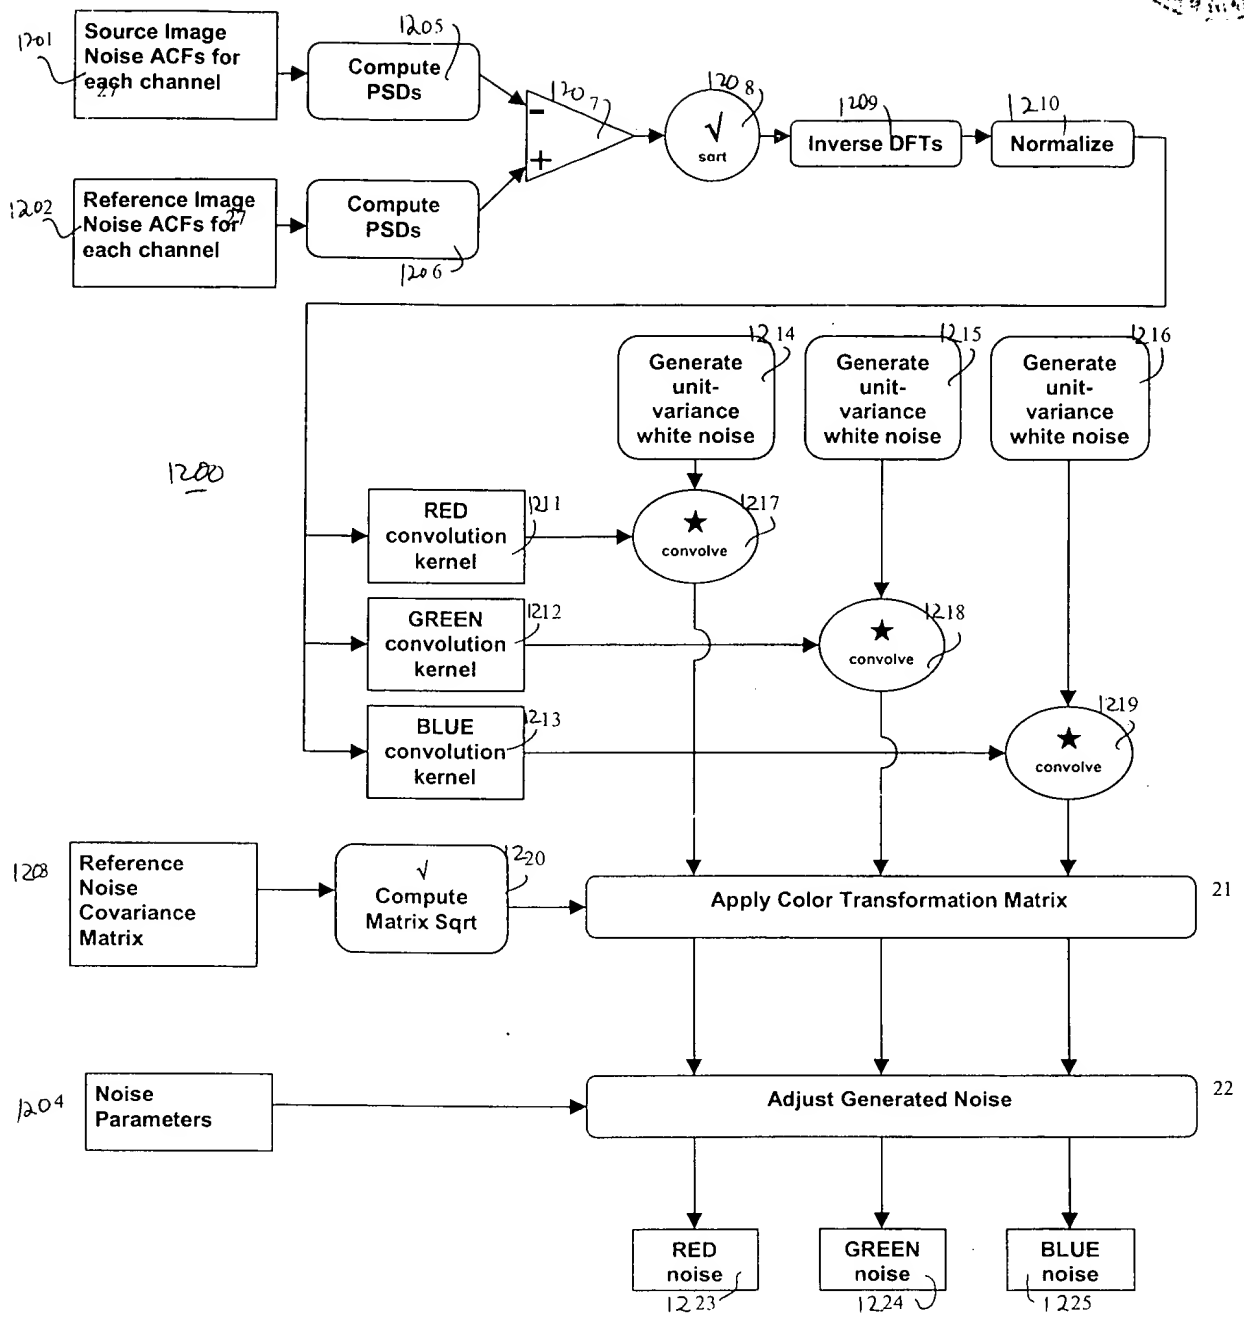 1201
Source Image
Noise ACFs for
each channel
27
1205
Compute
PSDs
1207
-
+
1208
√
sqrt
1209
Inverse DFTs
1210
Normalize
1202
Reference Image
Noise ACFs for
27
each channel
Compute
PSDs
1206
1214
Generate
unit-
variance
white noise
1215
Generate
unit-
variance
white noise
1216
Generate
unit-
variance
white noise
1200
RED
convolution
kernel
1211
1217
★
convolve
GREEN
convolution
kernel
1212
1218
★
convolve
BLUE
convolution
kernel
1213
1219
★
convolve
1208
Reference
Noise
Covariance
Matrix
1220
√
Compute
Matrix Sqrt
Apply Color Transformation Matrix
21
1204
Noise
Parameters
Adjust Generated Noise
22
RED
noise
1223
GREEN
noise
1224
BLUE
noise
1225